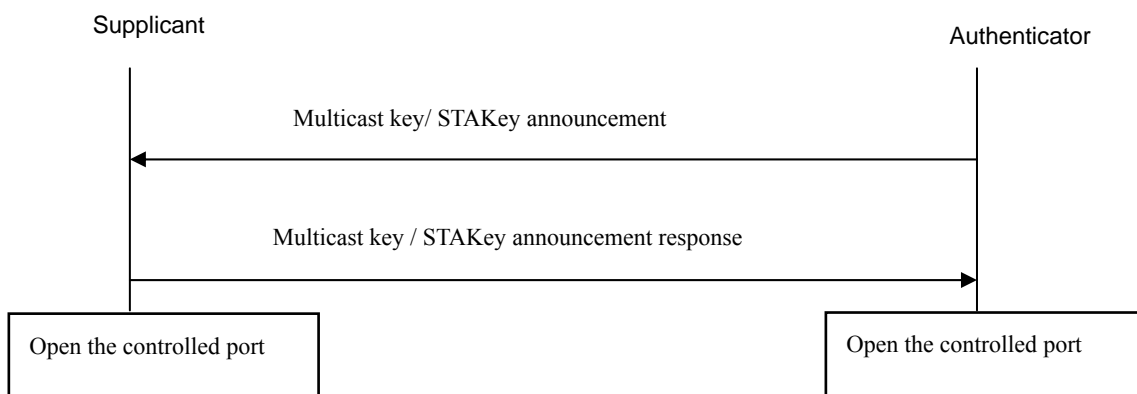 Supplicant
Authenticator
Multicast key/ STAKey announcement
Multicast key / STAKey announcement response
Open the controlled port
Open the controlled port